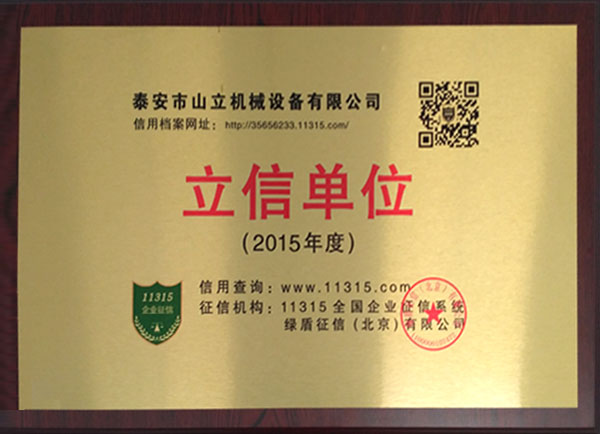 泰安市山立机械设备有限公司
信用档案网址：http://35656233.11315.com/
立信单位
（2015年度）
11315
企业征信
信用查询：www.11315.com
征信机构：11315全国企业征信系统
绿盾征信（北京）有限公司